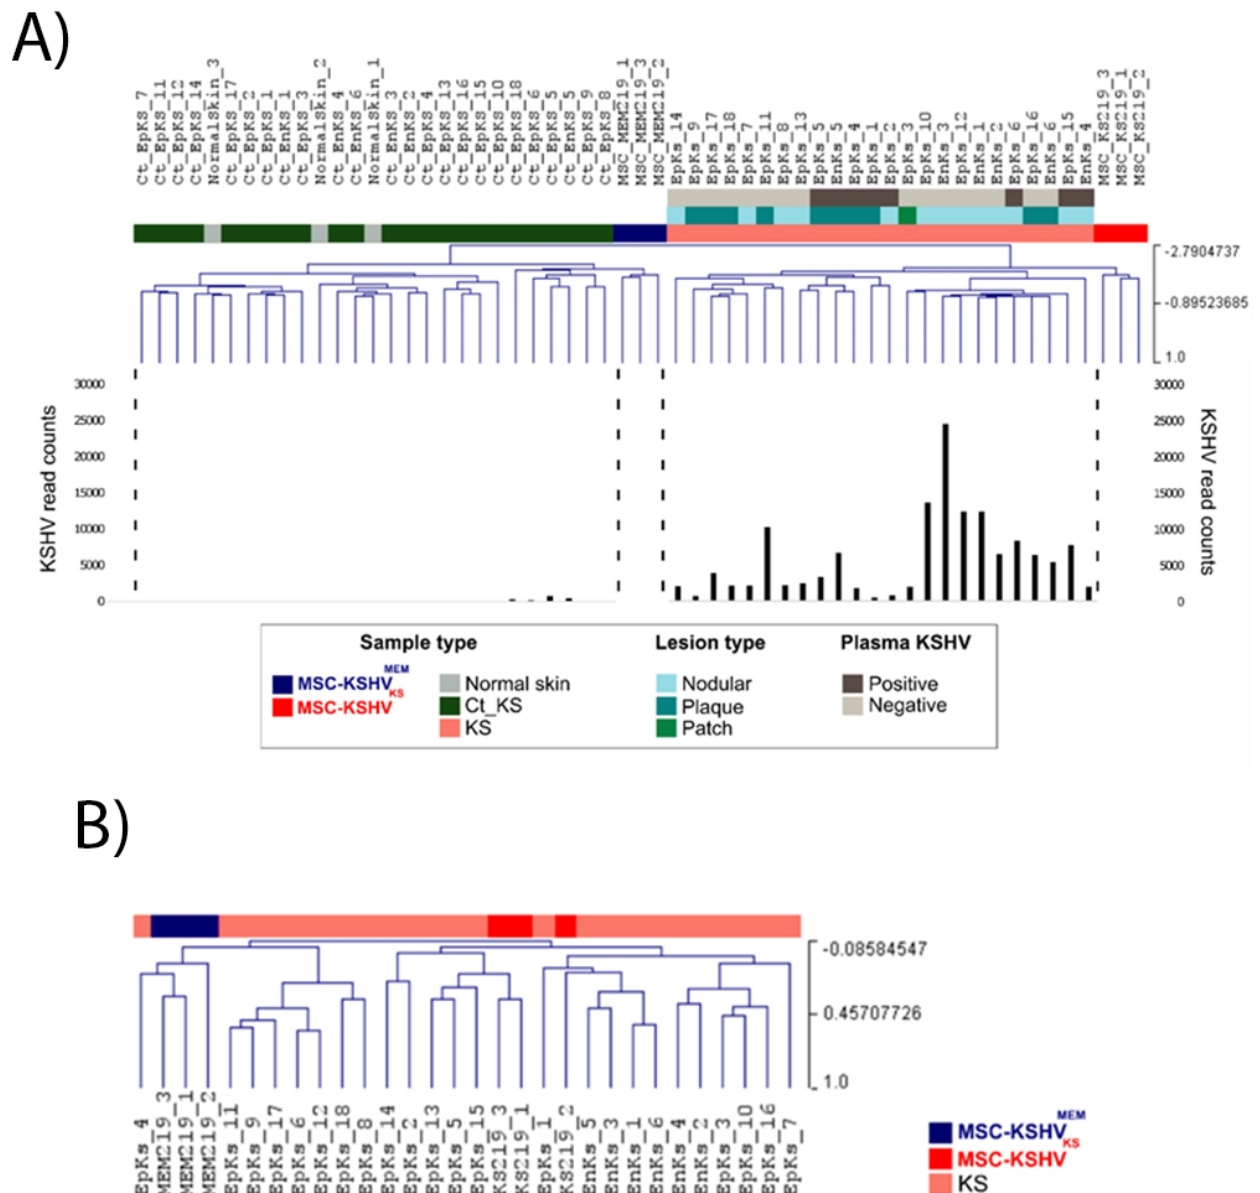 A)
Ct_EpKS_7
Ct_EpKS_11
Ct_EpKS_12
Ct_EpKS_14
NormalSkin_3
Ct_EpKS_17
Ct_EpKS_2
Ct_EpKS_1
Ct_EnKS_1
Ct_EpKS_3
NormalSkin_2
Ct_EnKS_4
Ct_EnKS_6
NormalSkin_1
Ct_EnKS_3
Ct_EnKS_2
Ct_EpKS_4
Ct_EpKS_13
Ct_EpKS_16
Ct_EpKS_15
Ct_EpKS_10
Ct_EpKS_18
Ct_EpKS_6
Ct_EpKS_5
Ct_EnKS_5
Ct_EpKS_9
Ct_EpKS_8
MSC_MEM219_1
MSC_MEM219_3
MSC_MEM219_2
EpKs_14
EpKs_9
EpKs_17
EpKs_18
EpKs_7
EpKs_11
EpKs_8
EpKs_13
EpKs_5
EnKs_5
EpKs_4
EpKs_1
EpKs_2
EpKs_3
EpKs_10
EnKs_3
EpKs_12
EnKs_1
EnKs_2
EpKs_6
EpKs_16
EnKs_6
EpKs_15
EnKs_4
MSC_KS219_3
MSC_KS219_1
MSC_KS219_2
-2.7904737
-0.89523685
1.0
KSHV read counts
30000
25000
20000
15000
10000
5000
0
30000
25000
20000
15000
10000
5000
0
KSHV read counts
Sample type
MSC-KSHV MEM
MSC-KSHV KS
Normal skin
Ct_KS
KS
Lesion type
Nodular
Plaque
Patch
Plasma KSHV
Positive
Negative
B)
-0.08584547
0.45707726
1.0
EpKs_4
MEM219_3
MEM219_1
MEM219_2
EpKs_11
EpKs_9
EpKs_17
EpKs_6
EpKs_12
EpKs_18
EpKs_8
EpKs_14
EpKs_2
EpKs_13
EpKs_5
EpKs_15
KS219_3
KS219_1
EpKs_1
KS219_2
EnKs_5
EnKs_3
EnKs_1
EnKs_6
EnKs_4
EnKs_2
EpKs_3
EpKs_10
EpKs_16
EpKs_7
MSC-KSHV MEM
MSC-KSHV KS
KS